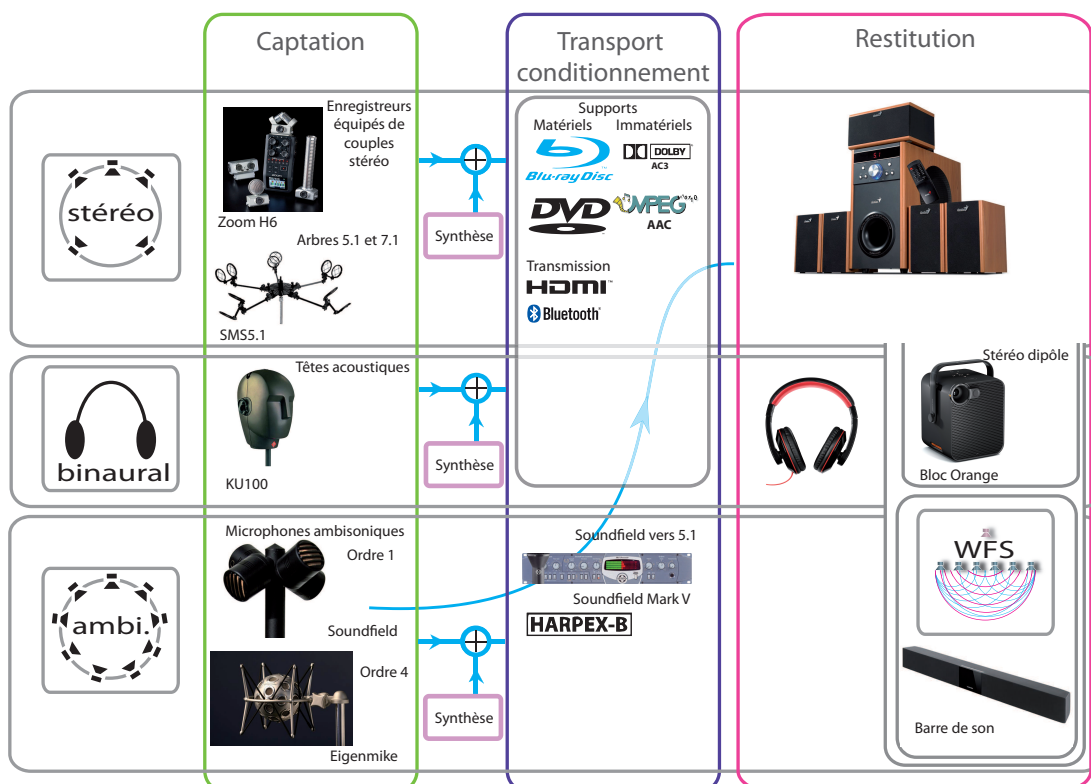 Captation
Transport
conditionnement
Restitution
stéréo
Enregistreurs
équipés de
couples
stéréo
Zoom H6
Arbres 5.1 et 7.1
SMS5.1
Synthèse
Supports
Matériels
Immatériels
Blu-ray Disc
DOLBY
AC3
DVD
MPEG
AAC
Transmission
HDMI
Bluetooth
5.1
binaural
Têtes acoustiques
KU100
Synthèse
Stéréo dipôle
Bloc Orange
ambi.
Microphones ambisoniques
Ordre 1
Soundfield
Ordre 4
Eigenmike
Synthèse
Soundfield vers 5.1
Soundfield Mark V
HARPEX-B
WFS
Barre de son